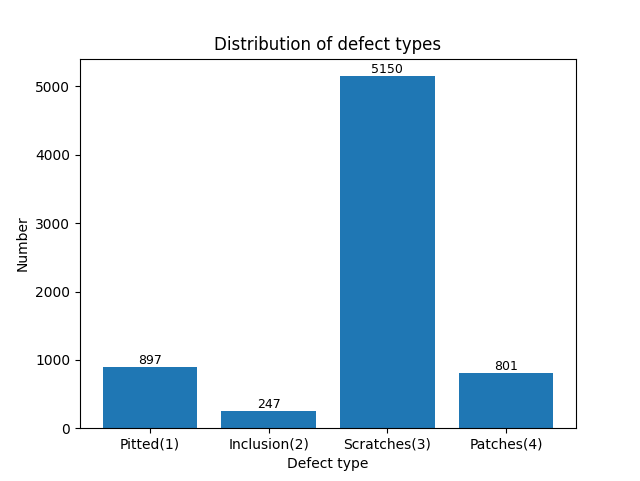 Distribution of defect types
5150
897
247
801
5000
4000
3000
2000
1000
0
Number
Pitted(1) Inclusion(2) Scratches(3) Patches(4)
Defect type